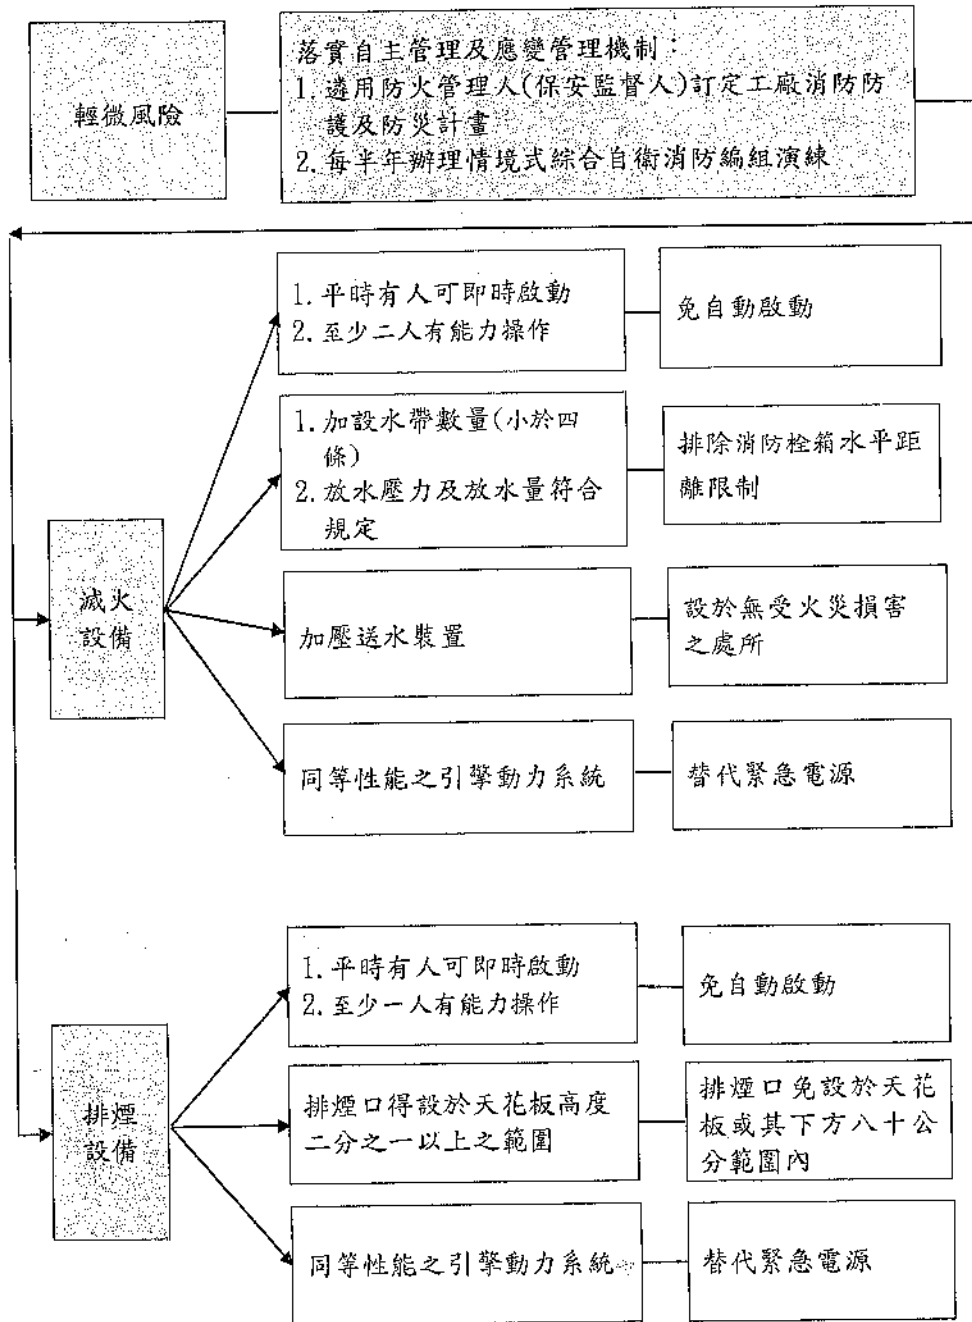 輕微風險
落實自主管理及應變管理機制：
1. 遴用防火管理人(保安監督人)訂定工廠消防防
護及防災計畫
2. 每半年辦理情境式綜合自衛消防編組演練
1. 平時有人可即時啟動
2. 至少二人有能力操作
免自動啟動
1. 加設水帶數量(小於四
條)
2. 放水壓力及放水量符合
規定
排除消防栓箱水平距
離限制
滅火
設備
加壓送水裝置
設於無受火災損害
之處所
同等性能之引擎動力系統
替代緊急電源
1. 平時有人可即時啟動
2. 至少一人有能力操作
免自動啟動
排煙
設備
排煙口得設於天花板高度
二分之一以上之範圍
排煙口免設於天花
板或其下方八十公
分範圍內
同等性能之引擎動力系統
替代緊急電源